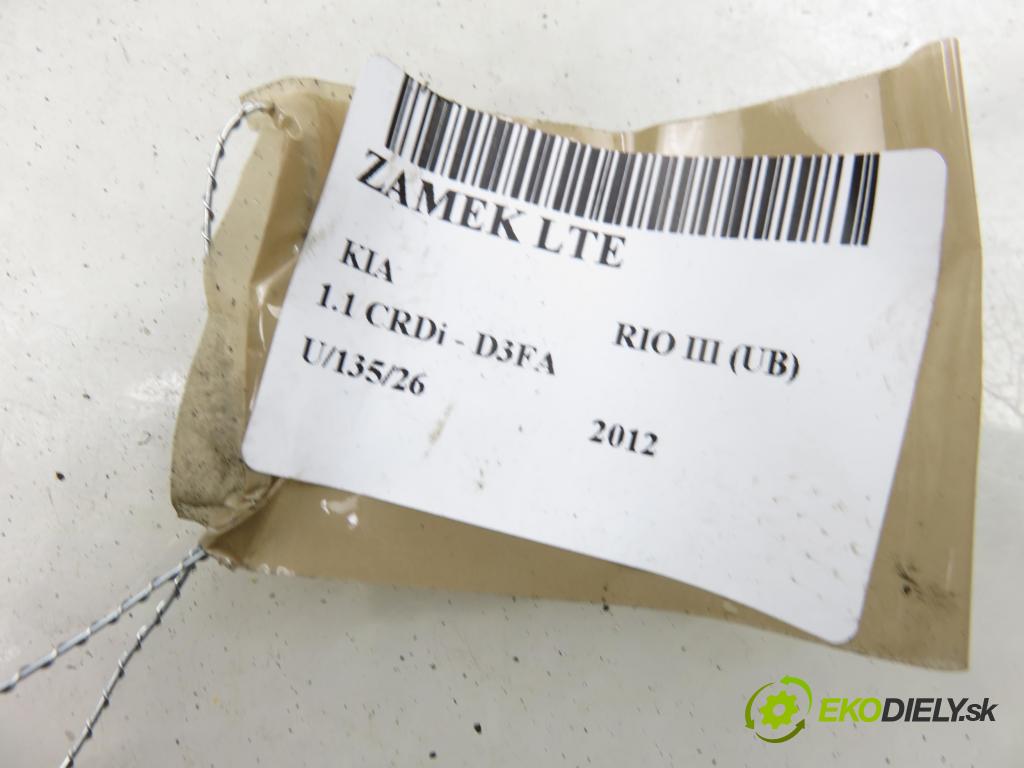 ZAMEK LTE
KIA
RIO III (UB)
1.1 CRDi - D3FA
U/135/26
2012
EKODIELY.sk